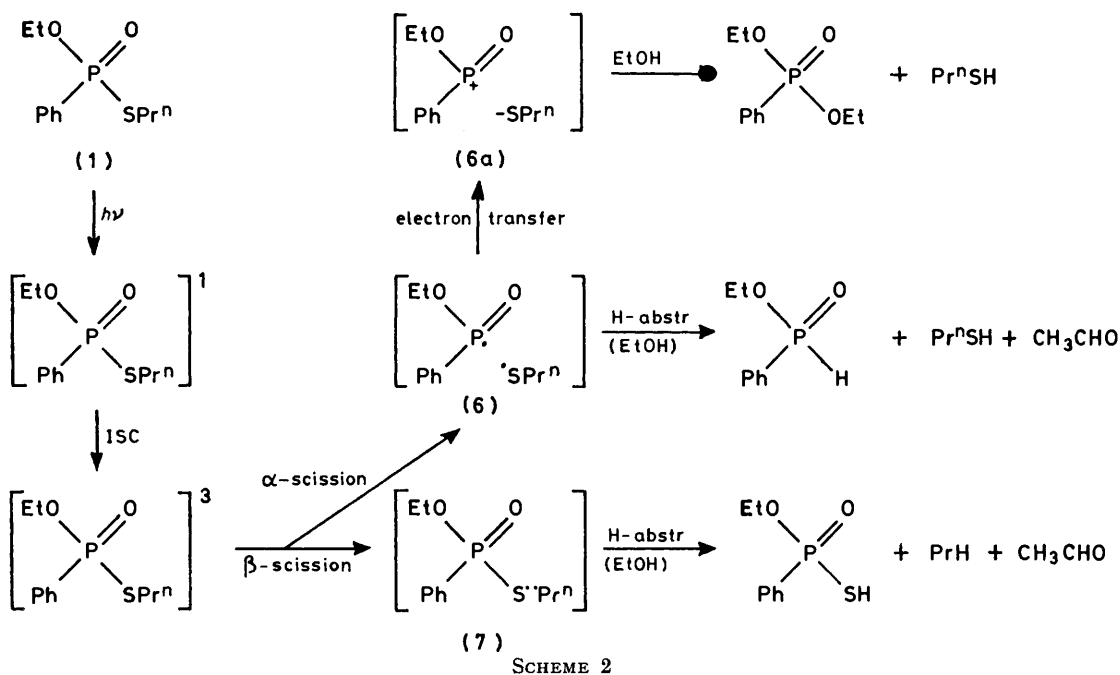 EtO O
P
Ph SPrⁿ
(1)
hν
[ EtO O ]¹
P
Ph SPrⁿ
ISC
[ EtO O ]³
P
Ph SPrⁿ
α-scission
β-scission
EtO O
P
+
Ph -SPrⁿ
(6a)
electron transfer
EtO O
P·
Ph ·SPrⁿ
(6)
EtO O
P
Ph S··Prⁿ
(7)
EtOH
EtO O
P
Ph OEt
+ PrⁿSH
H-abstr
(EtOH)
EtO O
P
Ph H
+ PrⁿSH + CH₃CHO
H-abstr
(EtOH)
EtO O
P
Ph SH
+ PrH + CH₃CHO
SCHEME 2